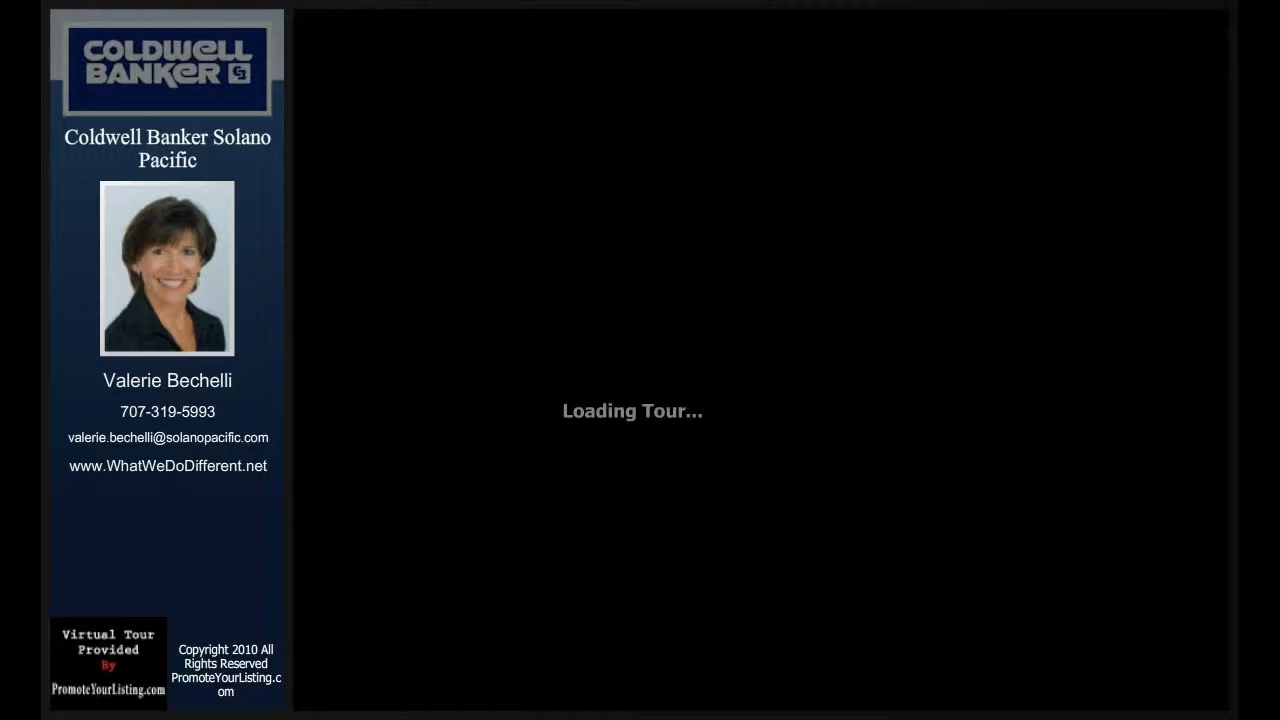 COLDWELL
BANKER
Coldwell Banker Solano
Pacific
Valerie Bechelli
707-319-5993
valerie.bechelli@solanopacific.com
www.WhatWeDoDifferent.net
Loading Tour...
Virtual Tour
Provided
By
PromoteYourListing.com
Copyright 2010 All
Rights Reserved
PromoteYourListing.c
om